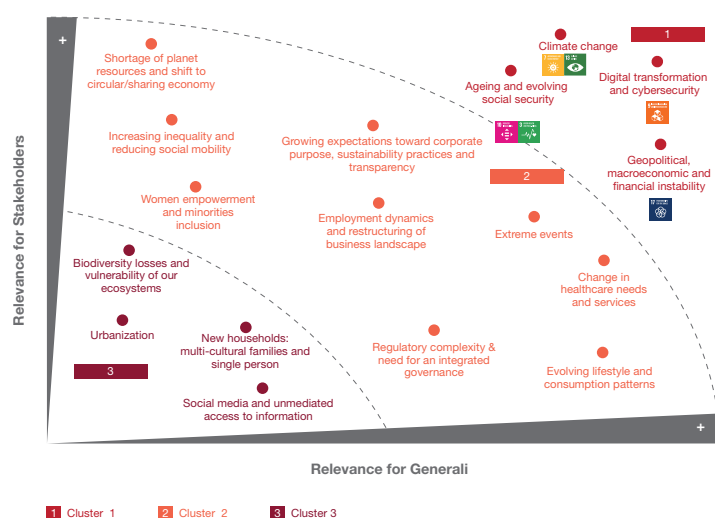 +
1
Climate change
Shortage of planet
resources and shift to
circular/sharing economy
Digital transformation
and cybersecurity
Ageing and evolving
social security
Increasing inequality and
reducing social mobility
Growing expectations toward corporate
purpose, sustainability practices and
transparency
Geopolitical,
macroeconomic and
financial instability
2
Women empowerment
and minorities
inclusion
Employment dynamics
and restructuring of
business landscape
Extreme events
Biodiversity losses and
vulnerability of our
ecosystems
Change in
healthcare needs
and services
Urbanization
New households:
multi-cultural families and
single person
Regulatory complexity &
need for an integrated
governance
3
Evolving lifestyle and
consumption patterns
Social media and unmediated
access to information
+
Relevance for Stakeholders
Relevance for Generali
1 Cluster 1
2 Cluster 2
3 Cluster 3